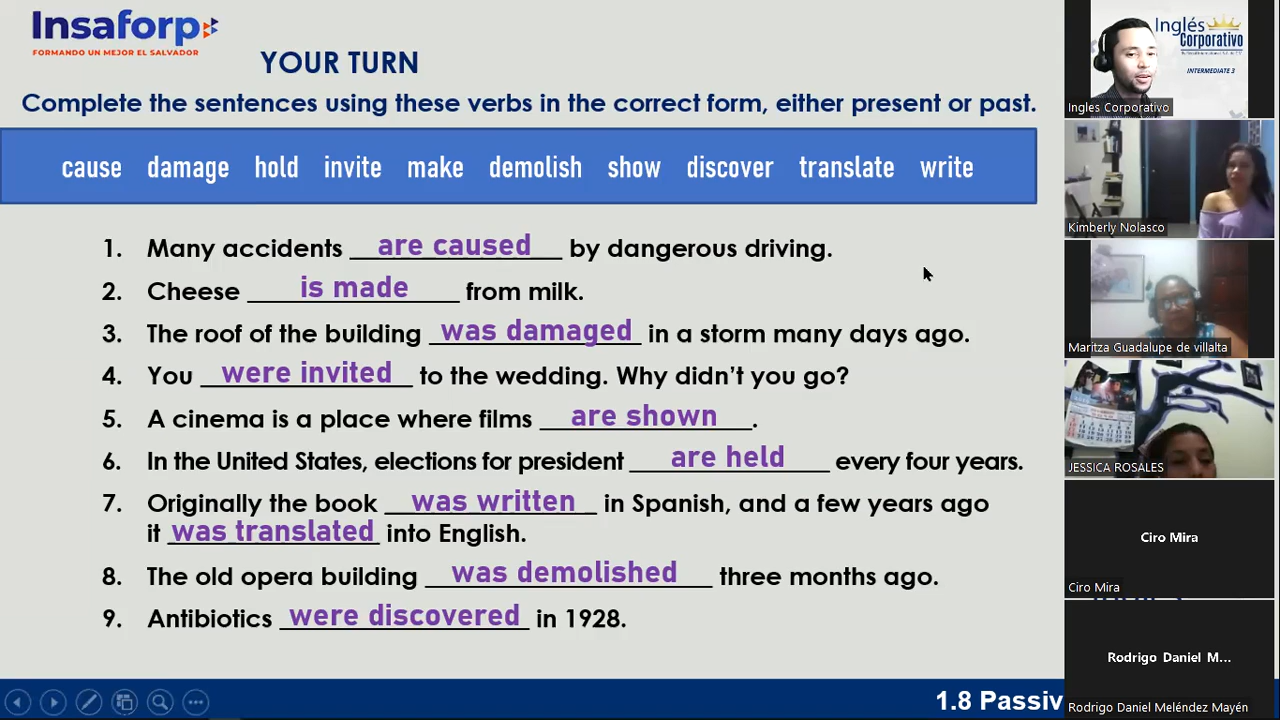 Insaforp
FORMANDO UN MEJOR EL SALVADOR
YOUR TURN
Complete the sentences using these verbs in the correct form, either present or past.
cause damage hold invite make demolish show discover translate write
1. Many accidents are caused by dangerous driving.
2. Cheese is made from milk.
3. The roof of the building was damaged in a storm many days ago.
4. You were invited to the wedding. Why didn't you go?
5. A cinema is a place where films are shown.
6. In the United States, elections for president are held every four years.
7. Originally the book was written in Spanish, and a few years ago
it was translated into English.
8. The old opera building was demolished three months ago.
9. Antibiotics were discovered in 1928.
1.8 Passiv
Inglés
Corporativo
INTERMEDIATE 3
Ingles Corporativo
Kimberly Nolasco
Maritza Guadalupe de villalta
JESSICA ROSALES
Ciro Mira
Ciro Mira
Rodrigo Daniel M...
Rodrigo Daniel Meléndez Mayén